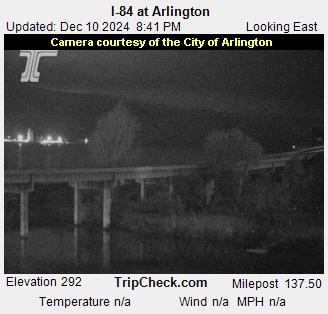 I-84 at Arlington
Updated: Dec 10 2024 8:41 PM Looking East
Camera courtesy of the City of Arlington
Elevation 292 TripCheck.com Milepost 137.50
Temperature n/a Wind n/a MPH n/a